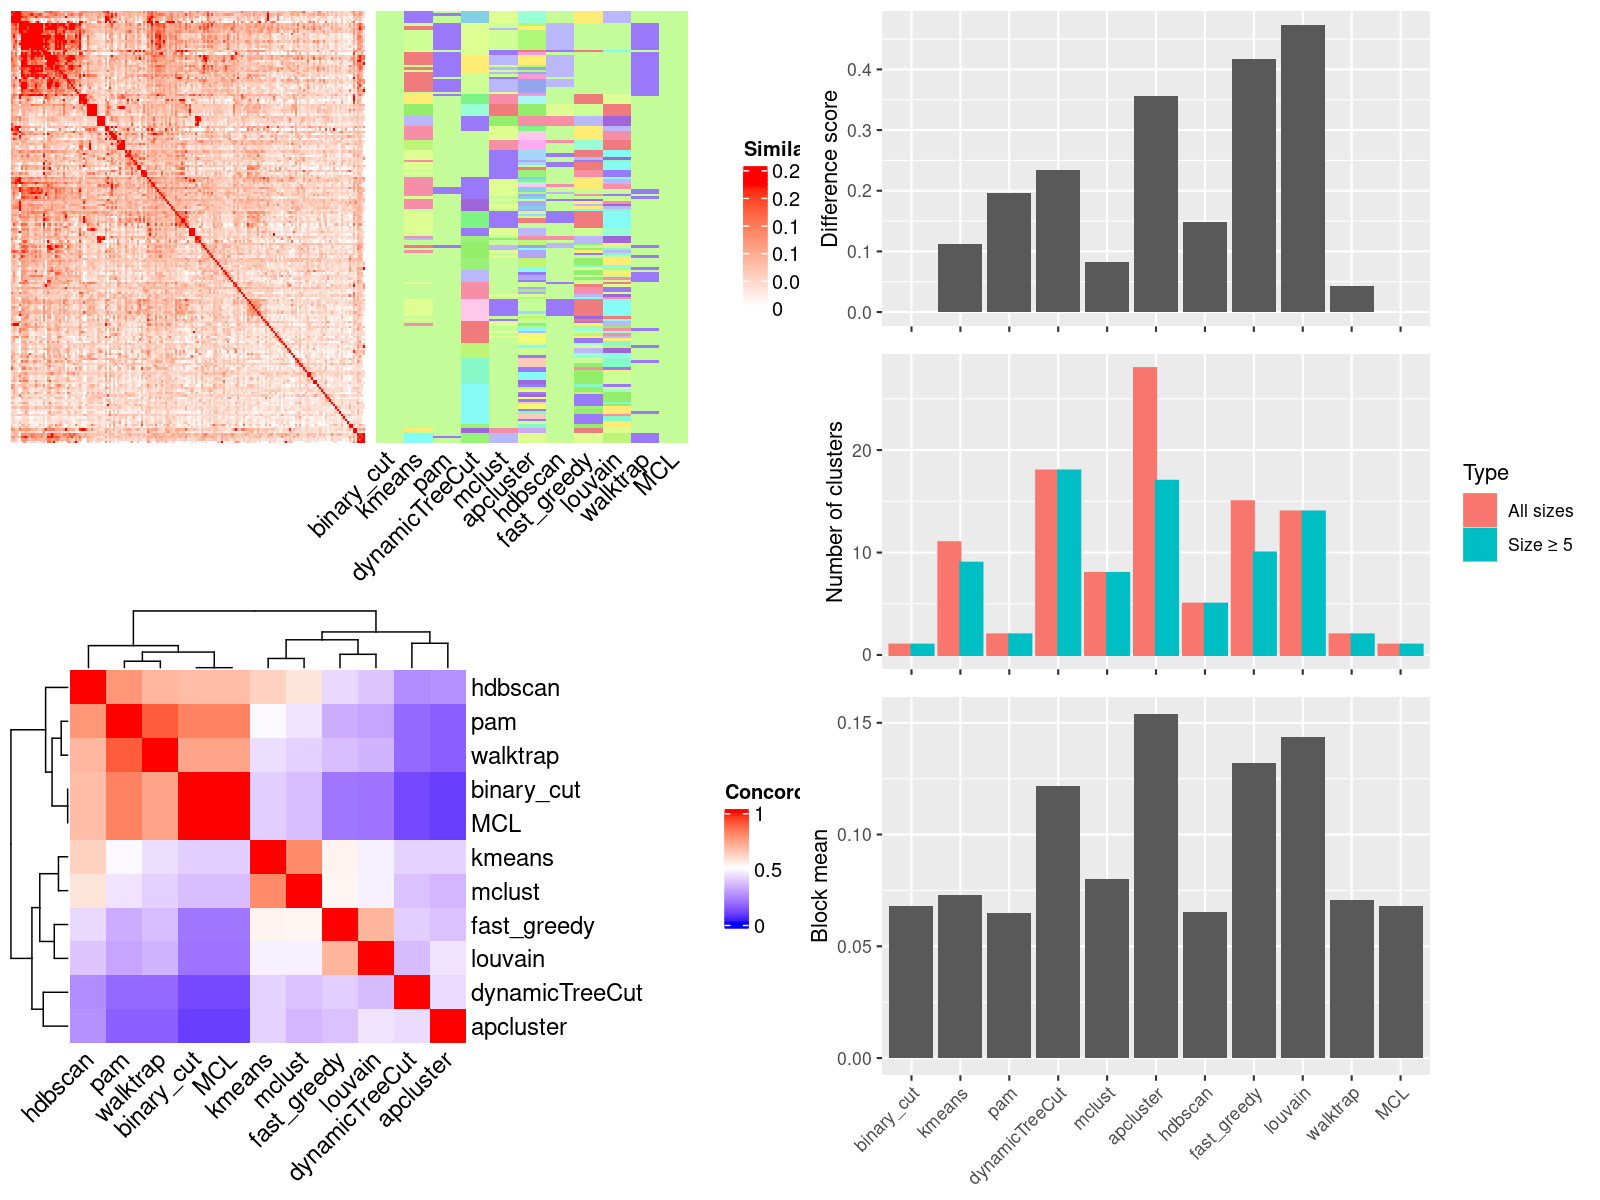 Simila
0.2
0.2
0.1
0.1
0.0
0
binary_cut
kmeans
pam
dynamicTreeCut
mclust
apcluster
hdbscan
fast_greedy
louvain
walktrap
MCL
hdbscan
pam
walktrap
binary_cut
MCL
kmeans
mclust
fast_greedy
louvain
dynamicTreeCut
apcluster
hdbscan
pam
walktrap
binary_cut
MCL
kmeans
mclust
fast_greedy
louvain
dynamicTreeCut
apcluster
Concord
1
0.5
0
Difference score
0.4
0.3
0.2
0.1
0.0
Number of clusters
20
10
0
Type
All sizes
Size ≥ 5
Block mean
0.15
0.10
0.05
0.00
binary_cut
kmeans
pam
dynamicTreeCut
mclust
apcluster
hdbscan
fast_greedy
louvain
walktrap
MCL